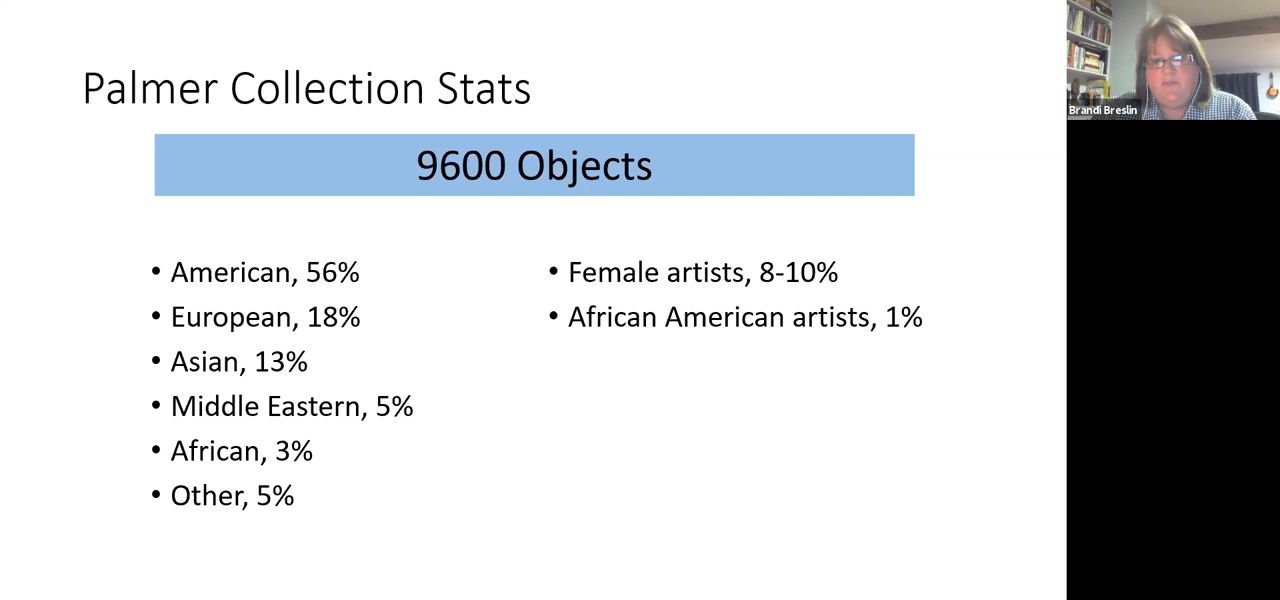 Palmer Collection Stats
9600 Objects
• American, 56%
• European, 18%
• Asian, 13%
• Middle Eastern, 5%
• African, 3%
• Other, 5%
• Female artists, 8-10%
• African American artists, 1%
Brandi Breslin